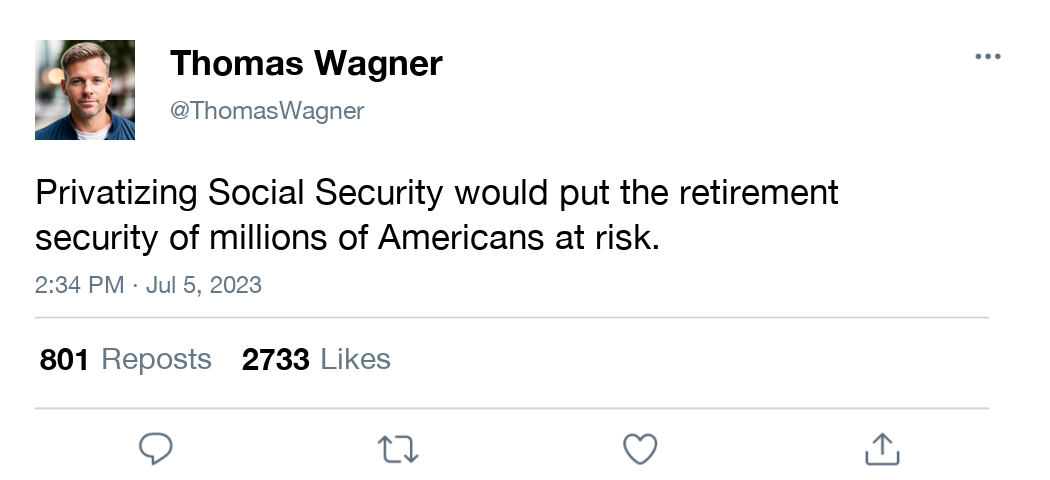 Thomas Wagner
@ThomasWagner
Privatizing Social Security would put the retirement
security of millions of Americans at risk.
2:34 PM · Jul 5, 2023
801 Reposts 2733 Likes